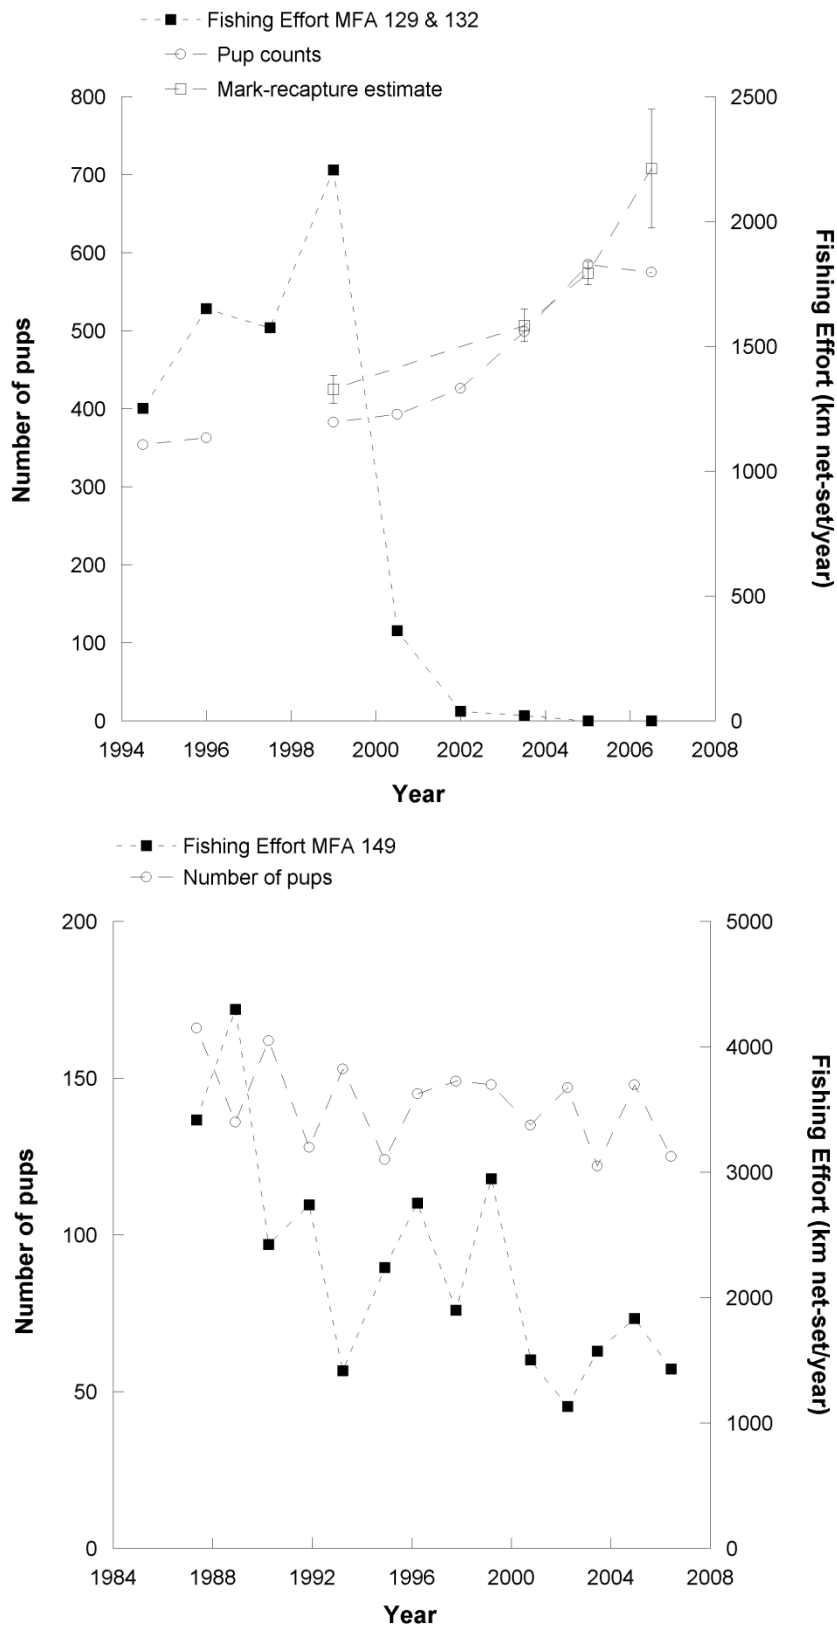 Fishing Effort MFA 129 & 132
Pup counts
Mark-recapture estimate
800
700
600
500
400
300
200
100
0
Number of pups
2500
2000
1500
1000
500
0
Fishing Effort (km net-set/year)
1994 1996 1998 2000 2002 2004 2006 2008
Year
Fishing Effort MFA 149
Number of pups
200
150
100
50
0
Number of pups
5000
4000
3000
2000
1000
0
Fishing Effort (km net-set/year)
1984 1988 1992 1996 2000 2004 2008
Year